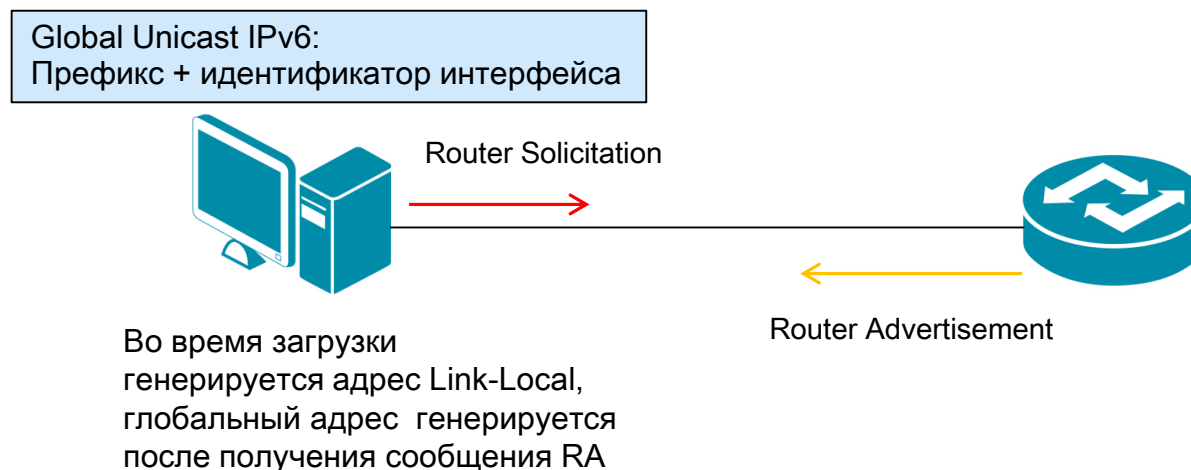 Global Unicast IPv6:
Префикс + идентификатор интерфейса
Router Solicitation
Router Advertisement
Во время загрузки
генерируется адрес Link-Local,
глобальный адрес генерируется
после получения сообщения RA